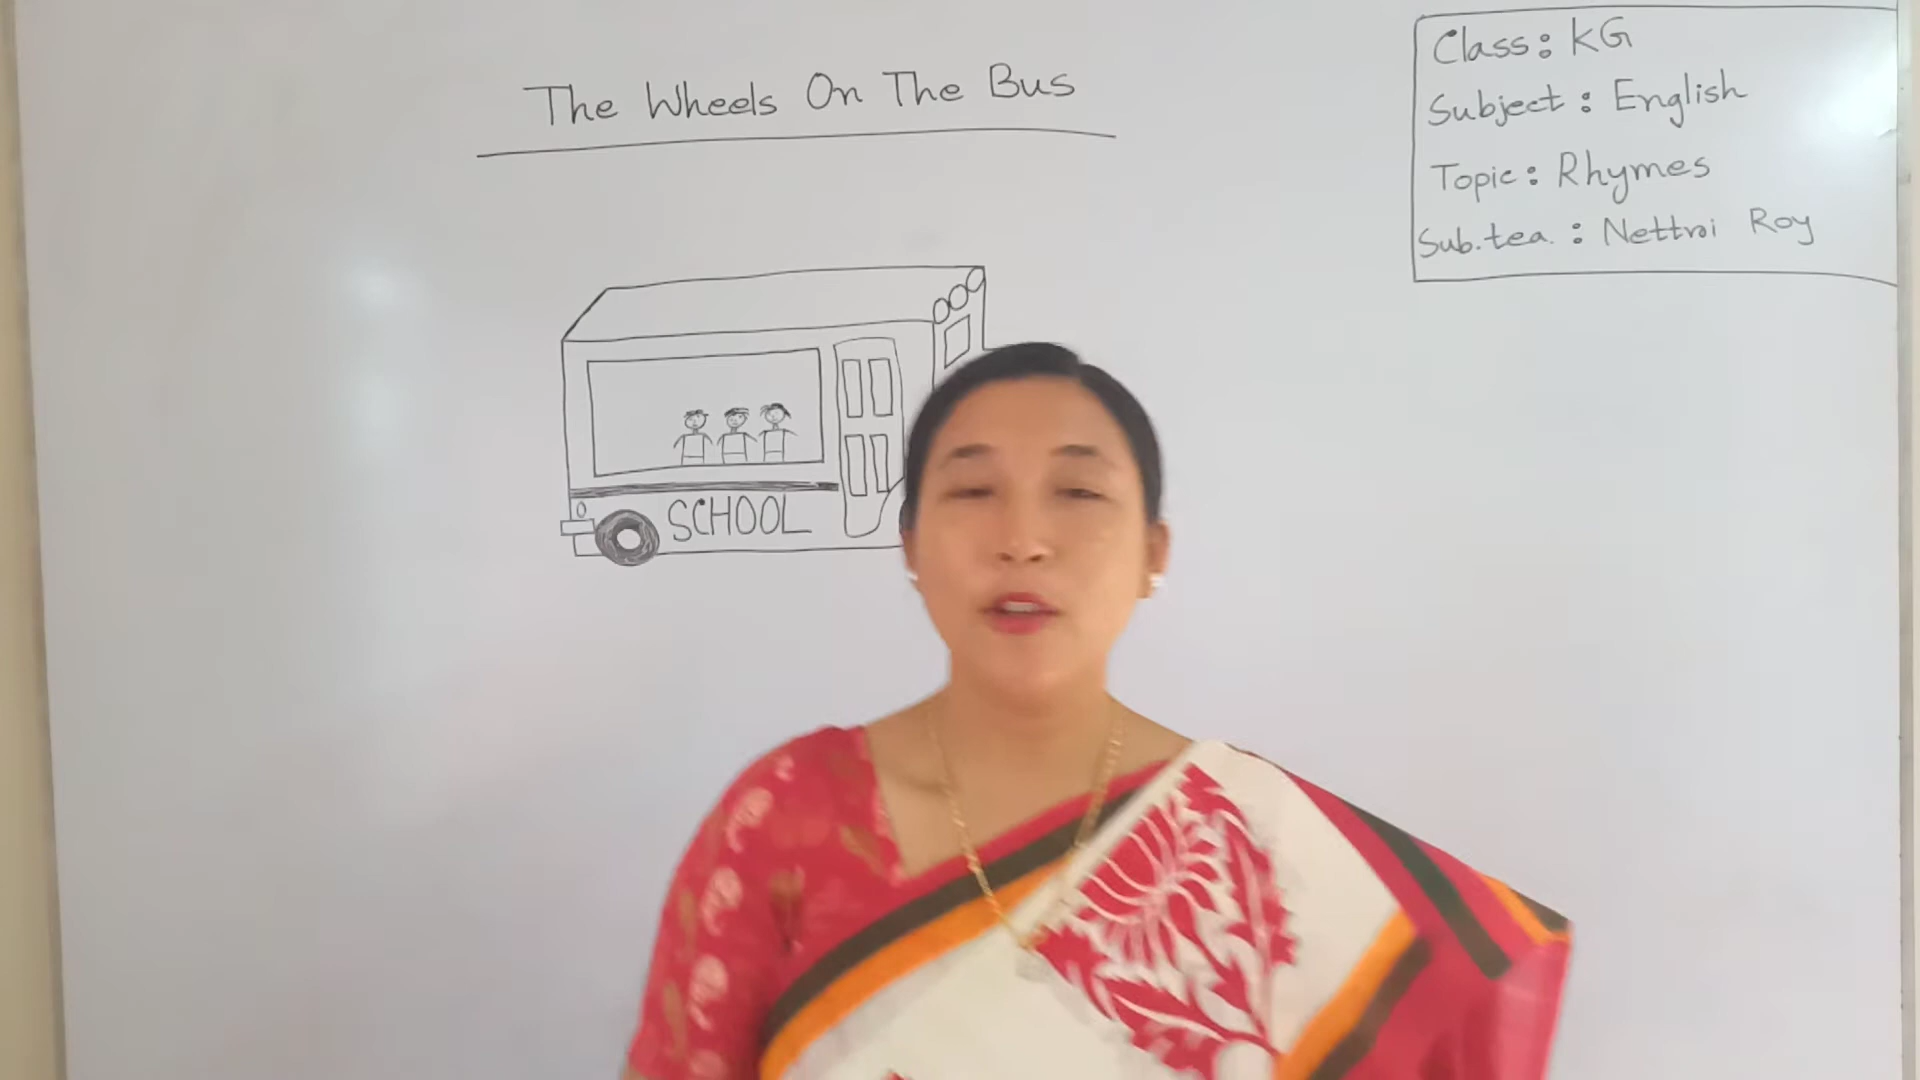 The Wheels On The Bus
SCHOOL
Class: KG
Subject: English
Topic: Rhymes
Sub.tea.: Nettroi Roy